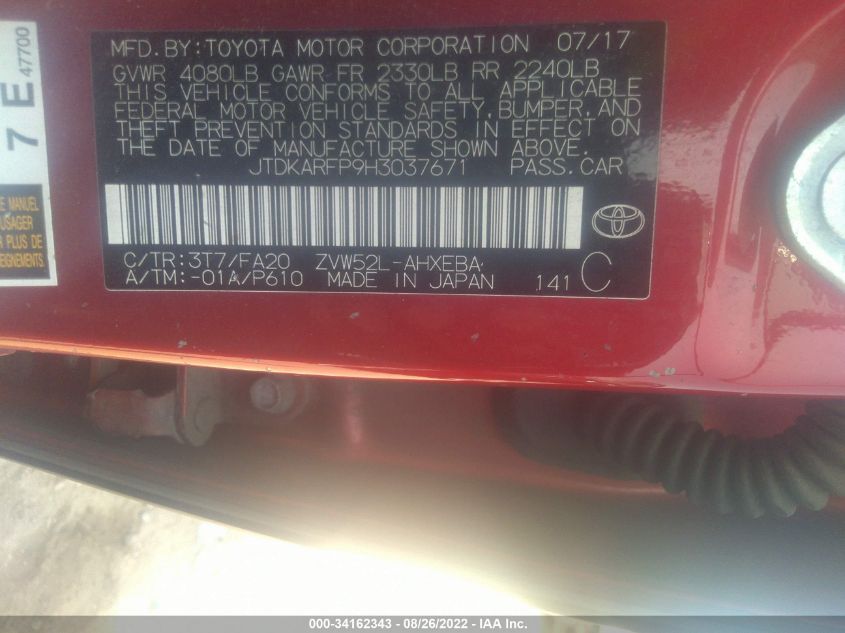 7 E 47700
E MANUEL
USAGER
R PLUS DE
EIGNEMENTS
MFD. BY: TOYOTA MOTOR CORPORATION 07/17
GVWR 4080LB GAWR FR 2330LB RR 2240LB
THIS VEHICLE CONFORMS TO ALL APPLICABLE
FEDERAL MOTOR VEHICLE SAFETY, BUMPER, AND
THEFT PREVENTION STANDARDS IN EFFECT ON
THE DATE OF MANUFACTURE SHOWN ABOVE.
JTDKARFP9H3037671 PASS.CAR
C/TR: 3T7/FA20 ZVW52L-AHXEBA
A/TM: -01A/P610 MADE IN JAPAN 141 C
000-34162343 - 08/26/2022 - IAA Inc.